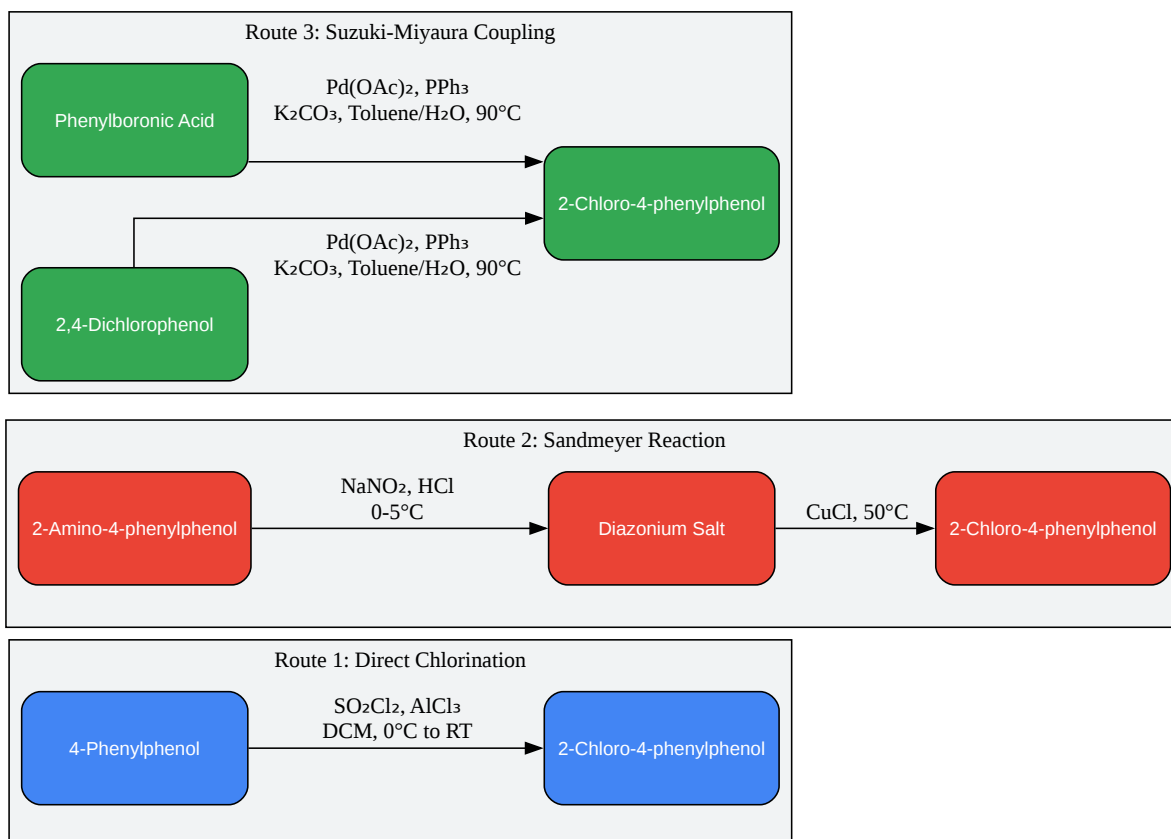 Route 3: Suzuki-Miyaura Coupling
Phenylboronic Acid
Pd(OAc)₂, PPh₃
K₂CO₃, Toluene/H₂O, 90°C
2-Chloro-4-phenylphenol
Pd(OAc)₂, PPh₃
K₂CO₃, Toluene/H₂O, 90°C
2,4-Dichlorophenol
Route 2: Sandmeyer Reaction
2-Amino-4-phenylphenol
NaNO₂, HCl
0-5°C
Diazonium Salt
CuCl, 50°C
2-Chloro-4-phenylphenol
Route 1: Direct Chlorination
4-Phenylphenol
SO₂Cl₂, AlCl₃
DCM, 0°C to RT
2-Chloro-4-phenylphenol